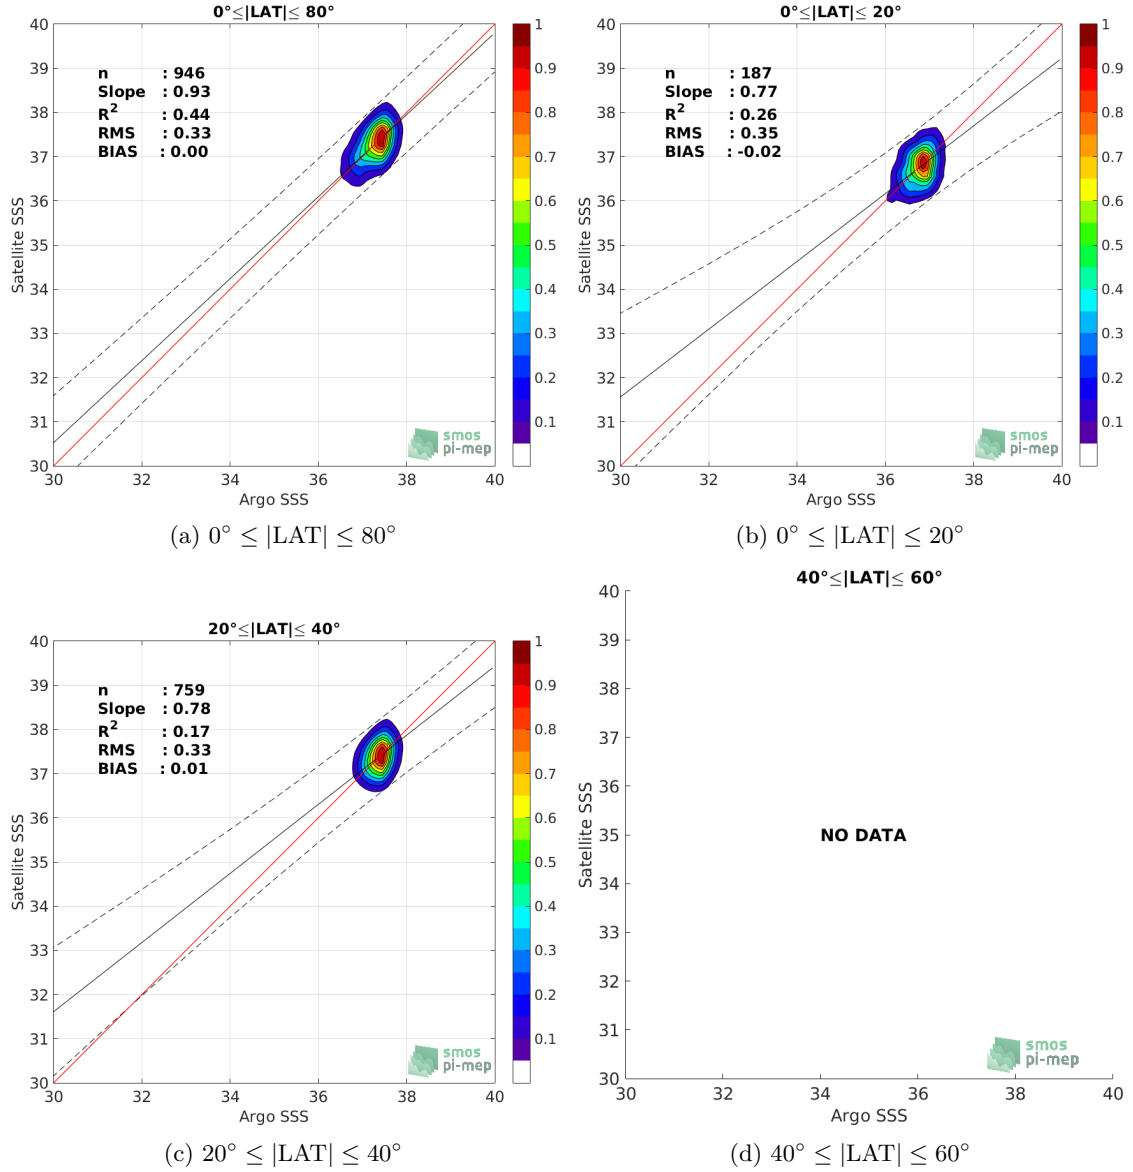 0°≤|LAT|≤ 80°
n : 946
Slope : 0.93
R² : 0.44
RMS : 0.33
BIAS : 0.00
40
39
38
37
36
35
34
33
32
31
30
30 32 34 36 38 40
Satellite SSS
Argo SSS
1
0.9
0.8
0.7
0.6
0.5
0.4
0.3
0.2
0.1
smos
pi-mep
(a) 0° ≤ |LAT| ≤ 80°
0°≤|LAT|≤ 20°
n : 187
Slope : 0.77
R² : 0.26
RMS : 0.35
BIAS : -0.02
40
39
38
37
36
35
34
33
32
31
30
30 32 34 36 38 40
Satellite SSS
Argo SSS
1
0.9
0.8
0.7
0.6
0.5
0.4
0.3
0.2
0.1
smos
pi-mep
(b) 0° ≤ |LAT| ≤ 20°
20°≤|LAT|≤ 40°
n : 759
Slope : 0.78
R² : 0.17
RMS : 0.33
BIAS : 0.01
40
39
38
37
36
35
34
33
32
31
30
30 32 34 36 38 40
Satellite SSS
Argo SSS
1
0.9
0.8
0.7
0.6
0.5
0.4
0.3
0.2
0.1
smos
pi-mep
(c) 20° ≤ |LAT| ≤ 40°
40°≤|LAT|≤ 60°
40
39
38
37
36
35
34
33
32
31
30
30 32 34 36 38 40
Satellite SSS
Argo SSS
NO DATA
smos
pi-mep
(d) 40° ≤ |LAT| ≤ 60°